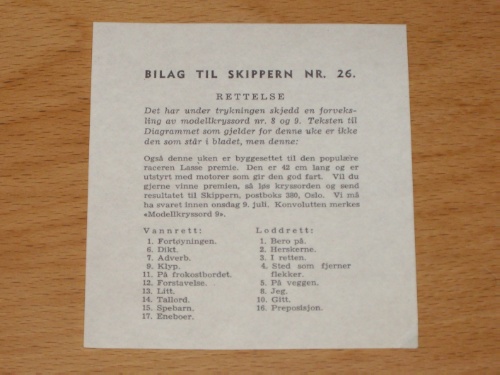 BILAG TIL SKIPPERN NR. 26.
RETTELSE
Det har under trykningen skjedd en forveks-
ling av modellkryssord nr. 8 og 9. Teksten til
Diagrammet som gjelder for denne uke er ikke
den som står i bladet, men denne:
Også denne uken er byggesettet til den populære
raceren Lasse premie. Den er 42 cm lang og er
utstyrt med motorer som gir den god fart. Vil du
gjerne vinne premien, så løs kryssorden og send
resultatet til Skippern, postboks 390, Oslo. Vi må
ha svaret innen onsdag 9. juli. Konvolutten merkes
«Modellkryssord 9».
Vannrett:
1. Fortøyningen.
6. Dikt.
7. Adverb.
9. Klyp.
11. På frokostbordet.
12. Forstavelse.
13. Litt.
14. Tallord.
15. Spebarn.
17. Eneboer.
Loddrett:
1. Bero på.
2. Herskerne.
3. I retten.
4. Sted som fjerner
flekker.
5. På veggen.
8. Jeg.
10. Gitt.
16. Preposisjon.